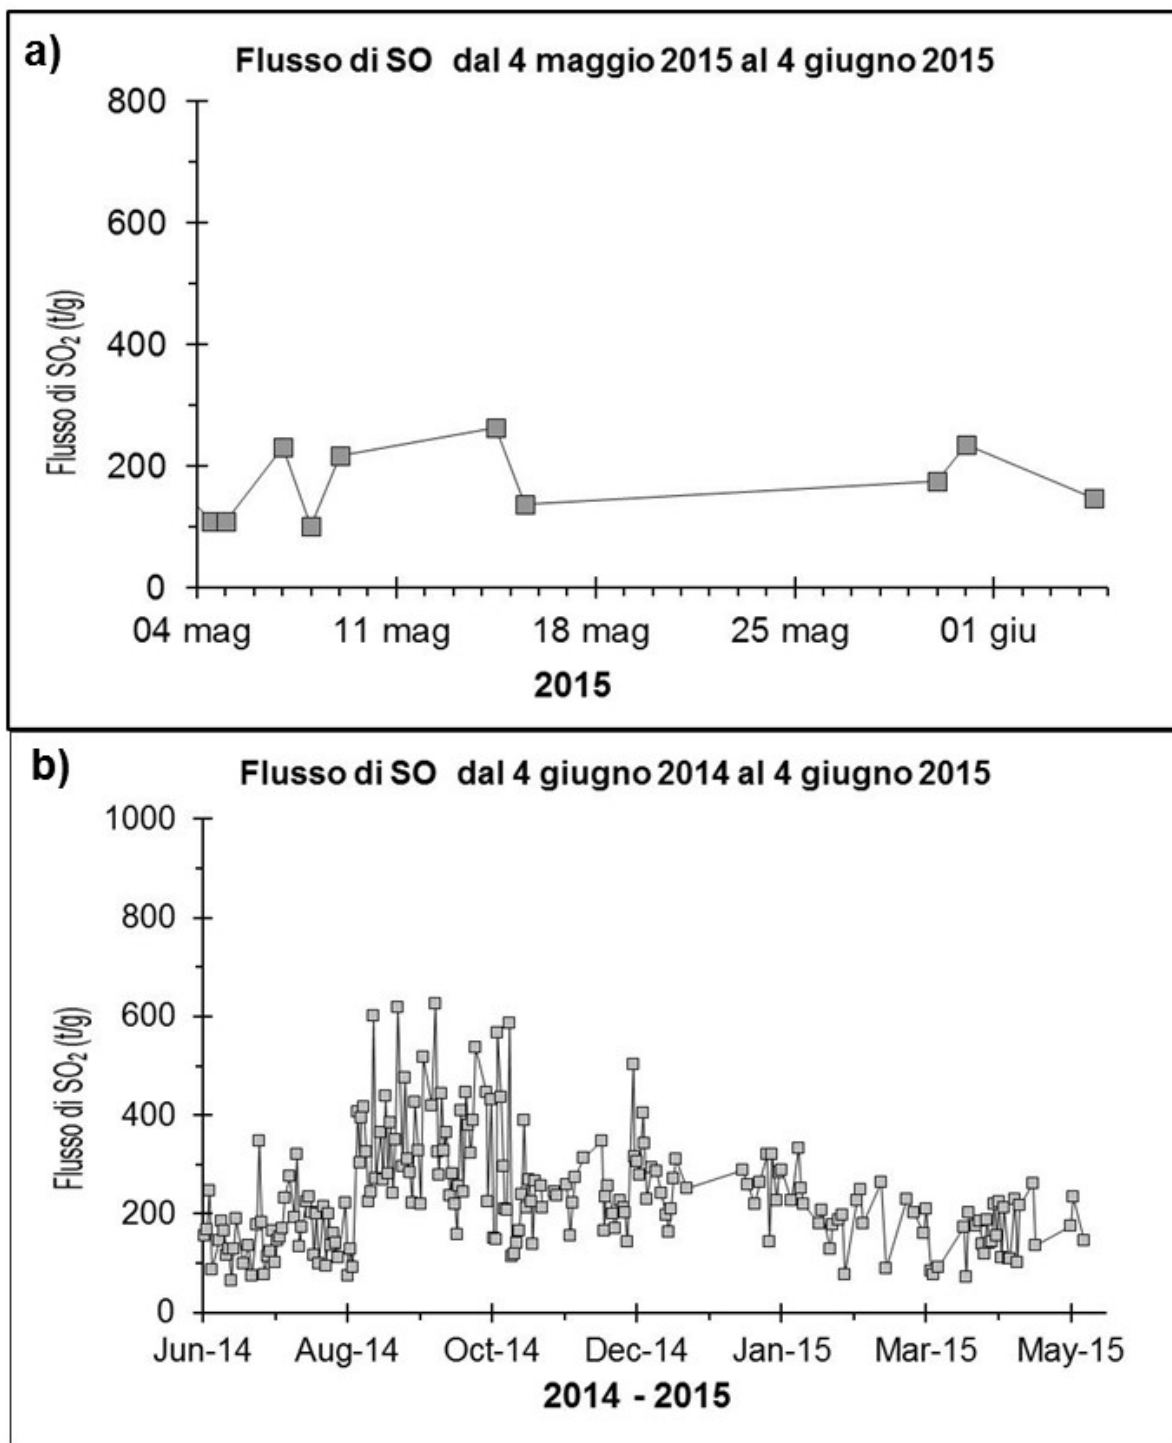 a)
Flusso di SO dal 4 maggio 2015 al 4 giugno 2015
800
600
400
200
0
Flusso di SO₂ (t/g)
04 mag 11 mag 18 mag 25 mag 01 giu
2015
b)
Flusso di SO dal 4 giugno 2014 al 4 giugno 2015
1000
800
600
400
200
0
Flusso di SO₂ (t/g)
Jun-14 Aug-14 Oct-14 Dec-14 Jan-15 Mar-15 May-15
2014 - 2015